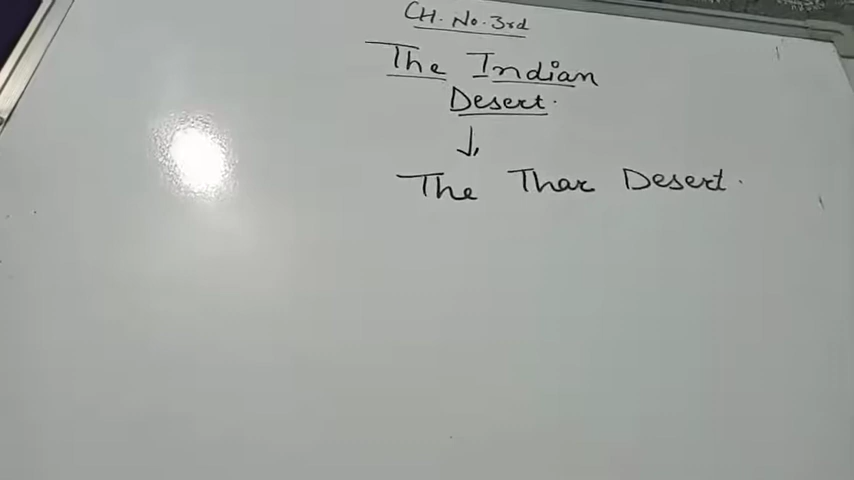 CH. No. 3rd
The Indian
Desert.
↓
The Thar Desert.